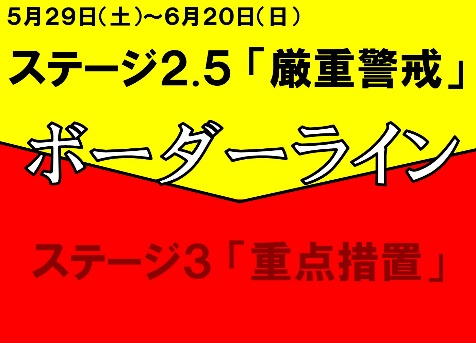 5月29日(土)～6月20日(日)
ステージ2.5「厳重警戒」
ボーダーライン
ステージ3「重点措置」